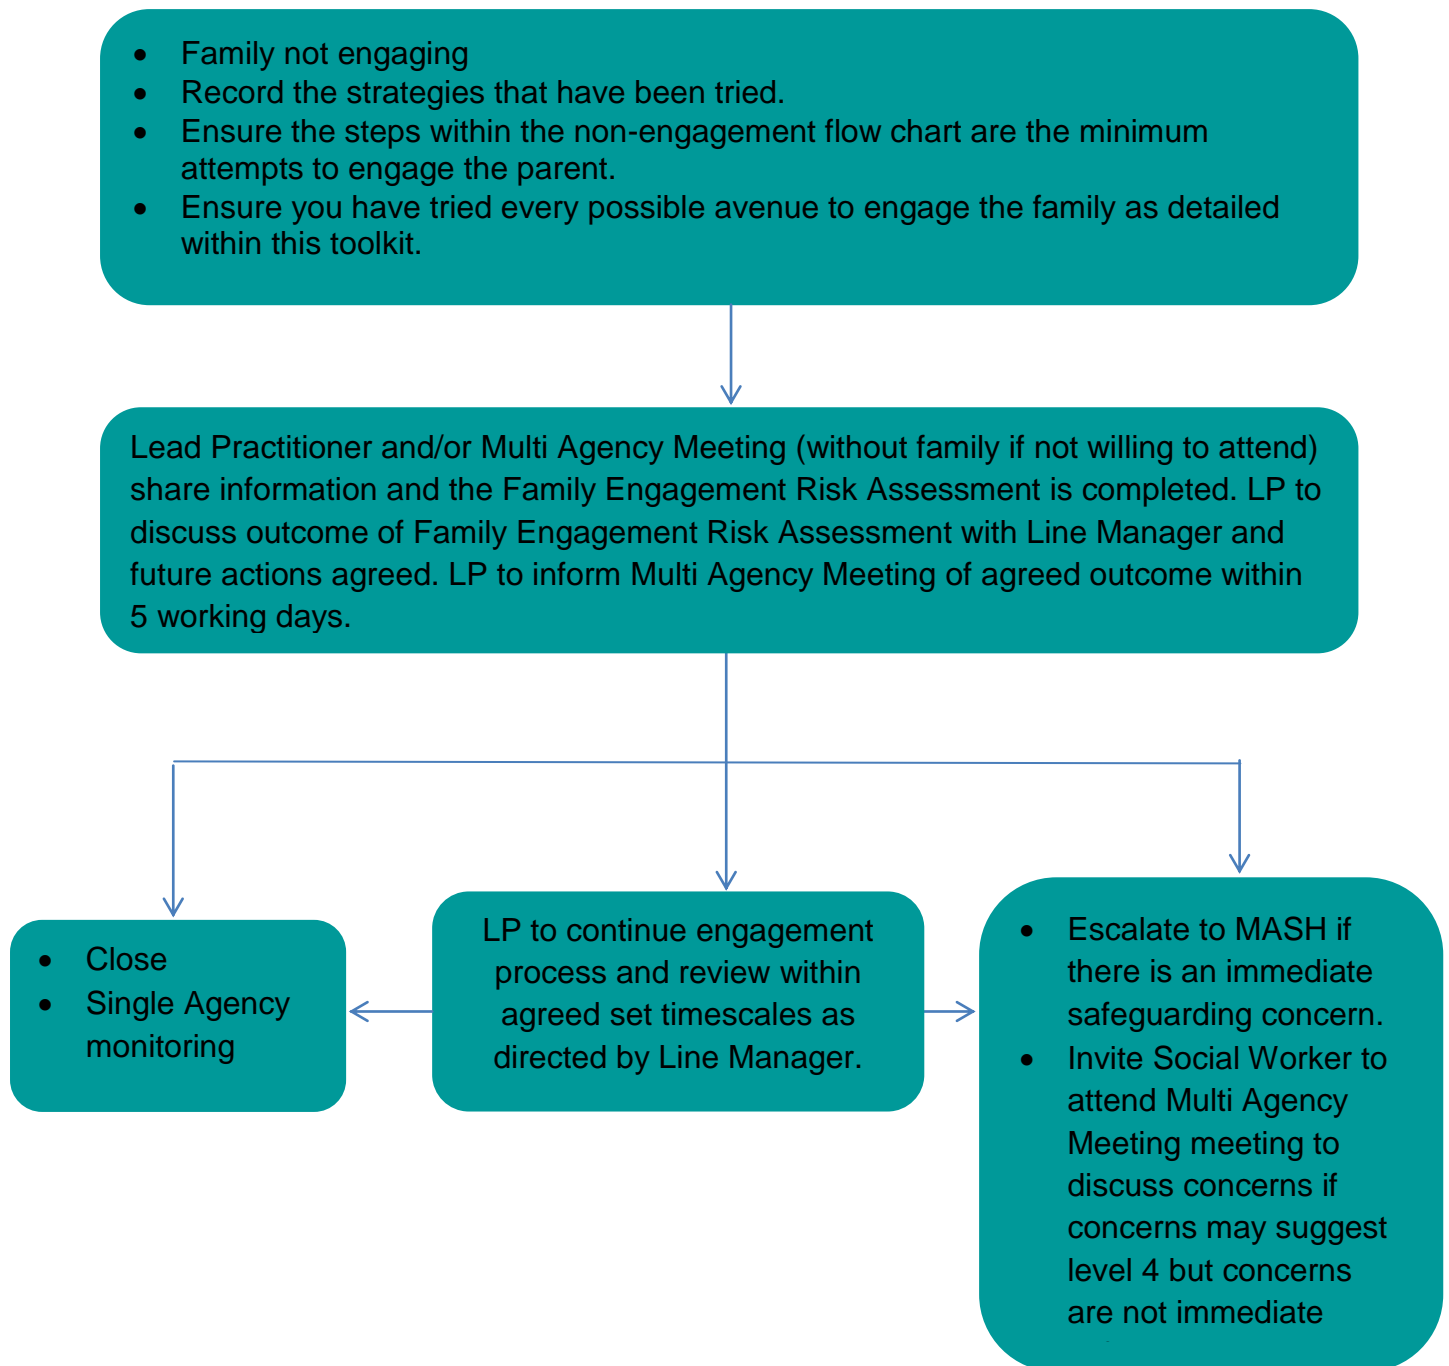 • Family not engaging
• Record the strategies that have been tried.
• Ensure the steps within the non-engagement flow chart are the minimum
attempts to engage the parent.
• Ensure you have tried every possible avenue to engage the family as detailed
within this toolkit.
Lead Practitioner and/or Multi Agency Meeting (without family if not willing to attend)
share information and the Family Engagement Risk Assessment is completed. LP to
discuss outcome of Family Engagement Risk Assessment with Line Manager and
future actions agreed. LP to inform Multi Agency Meeting of agreed outcome within
5 working days.
• Close
• Single Agency
monitoring
LP to continue engagement
process and review within
agreed set timescales as
directed by Line Manager.
• Escalate to MASH if
there is an immediate
safeguarding concern.
• Invite Social Worker to
attend Multi Agency
Meeting meeting to
discuss concerns if
concerns may suggest
level 4 but concerns
are not immediate